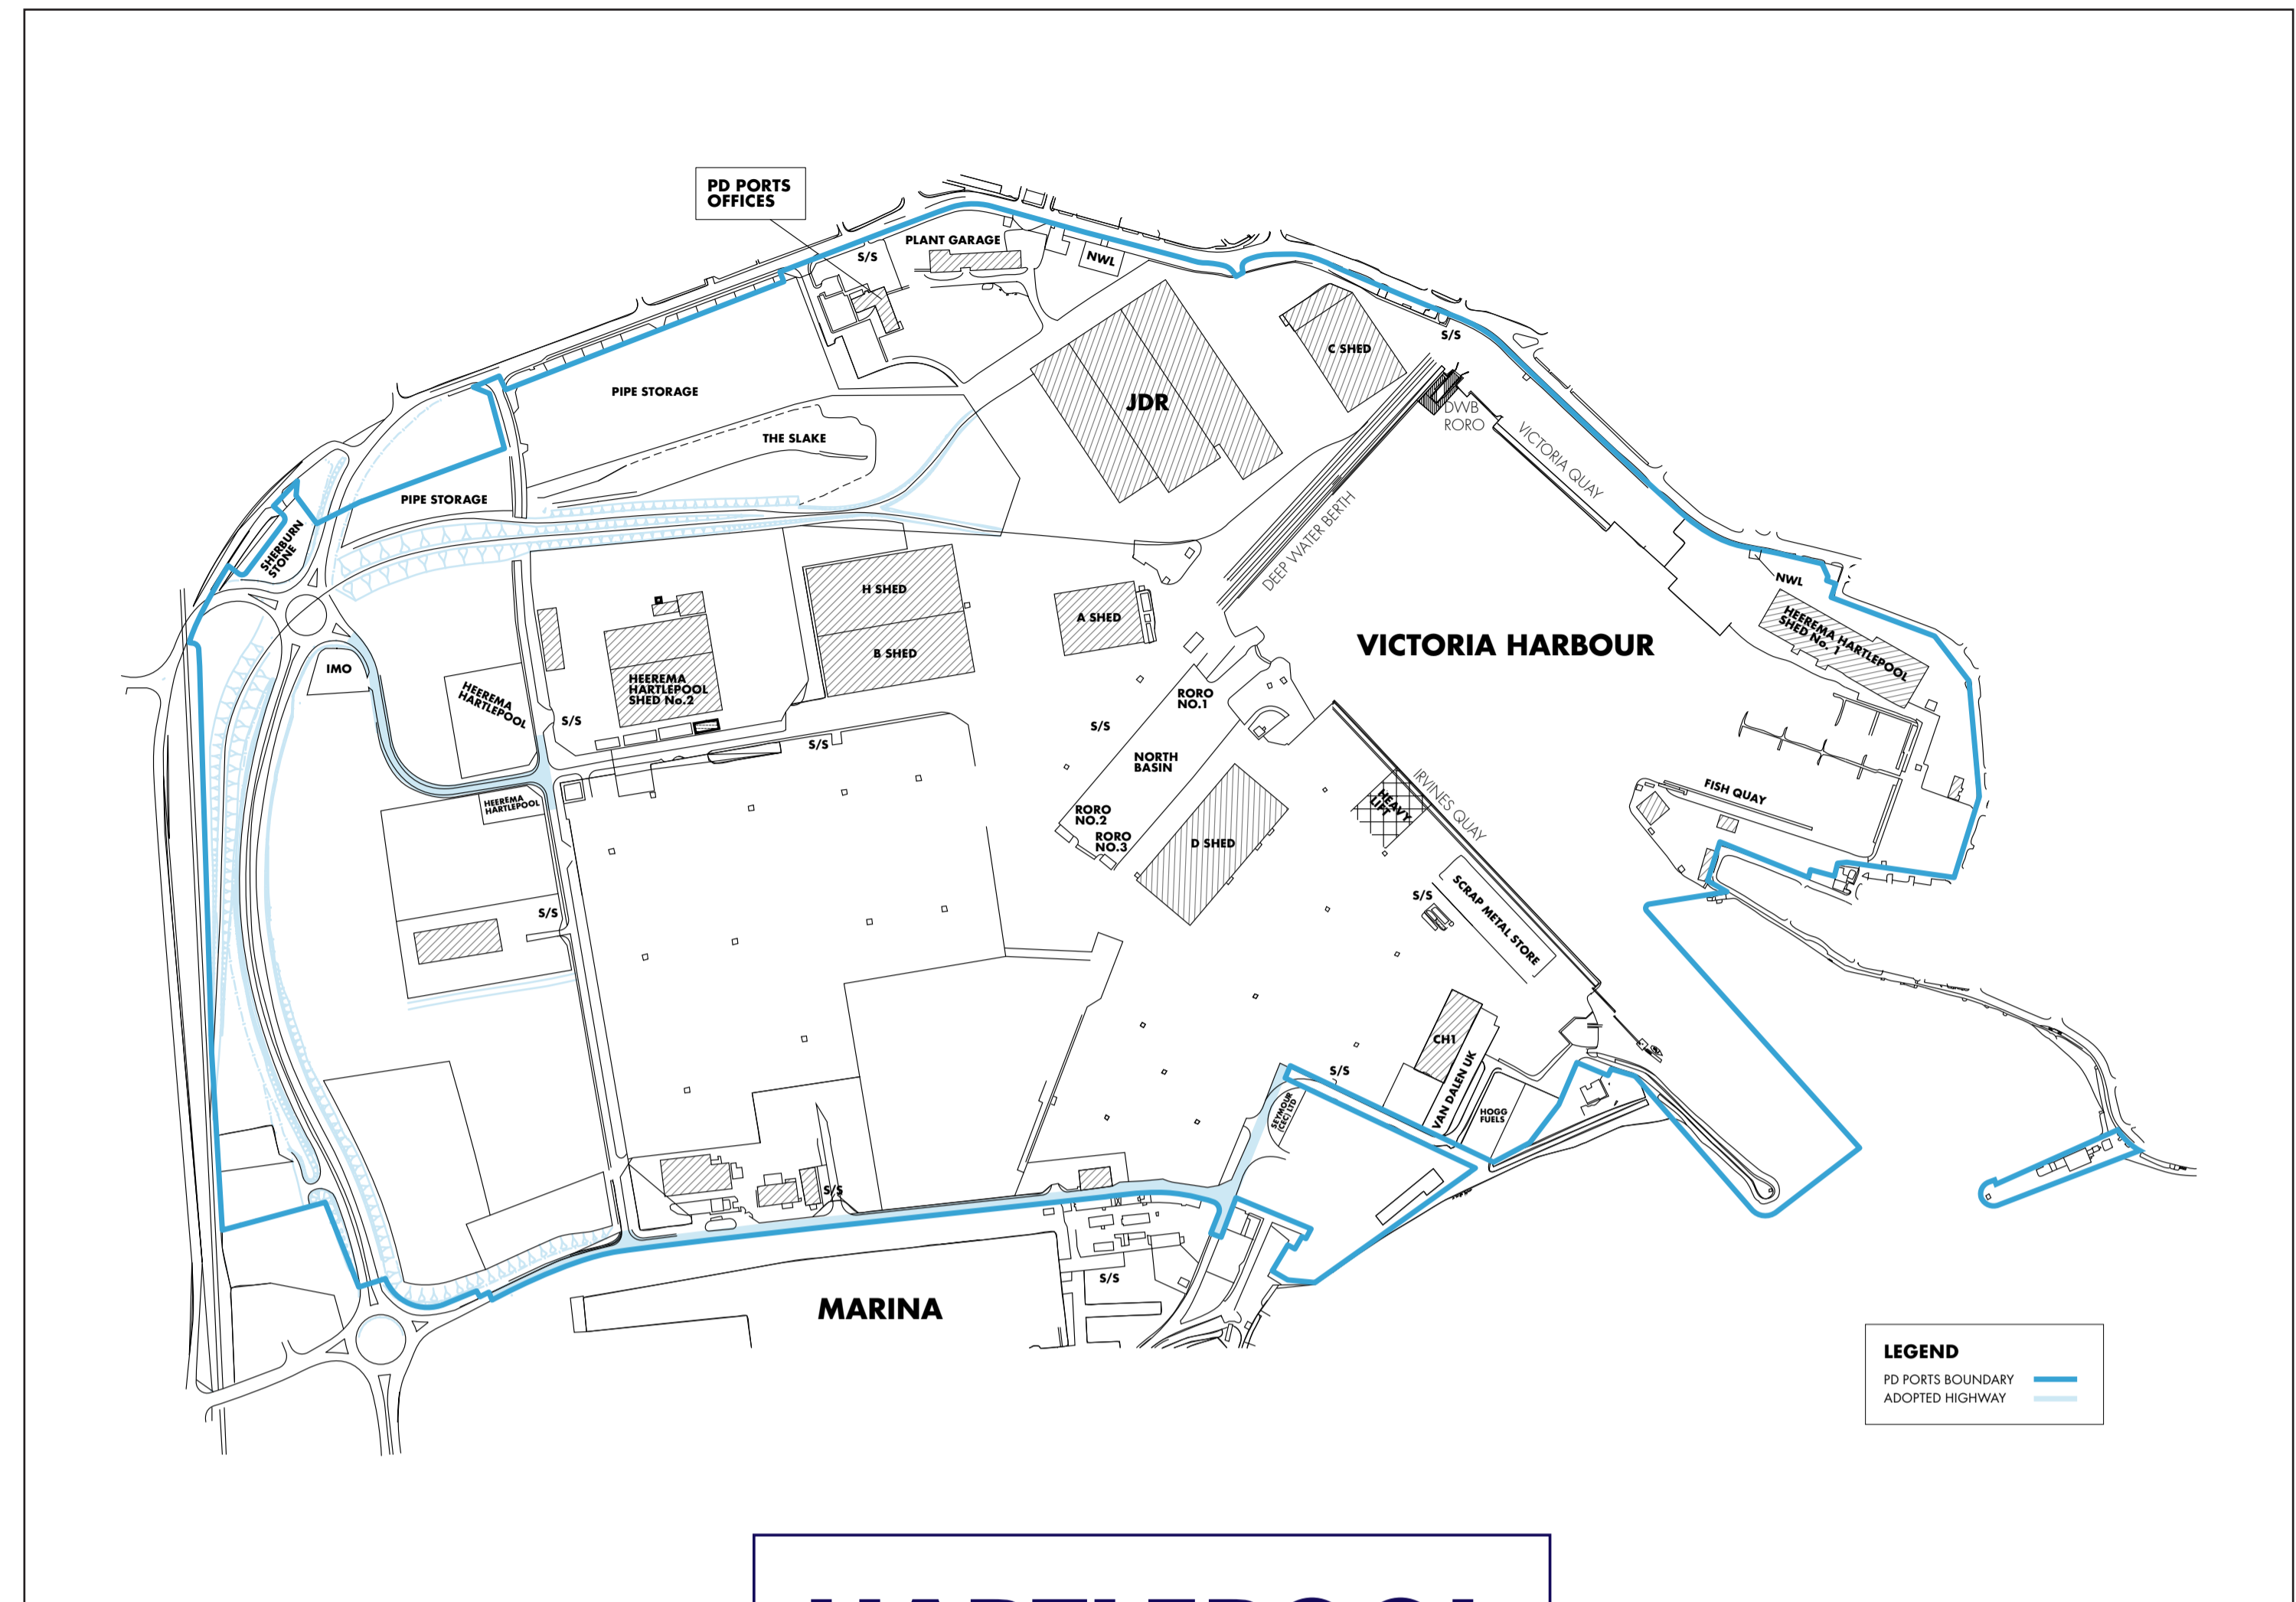 PD PORTS
OFFICES
PLANT GARAGE
S/S
NWL
S/S
C SHED
PIPE STORAGE
JDR
DWB
RORO
THE SLAKE
VICTORIA QUAY
PIPE STORAGE
DEEP WATER BERTH
SHERBURN
STONE
NWL
H SHED
A SHED
HEEREMA HARTLEPOOL
SHED No. 1
VICTORIA HARBOUR
B SHED
IMO
HEEREMA
HARTLEPOOL
SHED No.2
HEEREMA
HARTLEPOOL
RORO
NO.1
S/S
S/S
S/S
NORTH
BASIN
FISH QUAY
HEEREMA
HARTLEPOOL
HEAVY
LIFT
IRVINES QUAY
RORO
NO.2
RORO
NO.3
D SHED
S/S
S/S
SCRAP METAL STORE
CH1
S/S
VAN DALEN UK
SEYMOUR
(CEC) LTD
HOGG
FUELS
S/S
S/S
MARINA
LEGEND
PD PORTS BOUNDARY
ADOPTED HIGHWAY
HARTLEPOOL